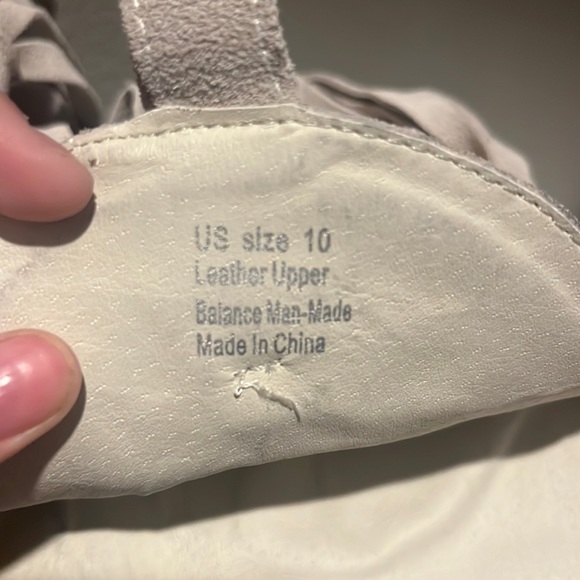 US size 10
Leather Upper
Balance Man-Made
Made In China